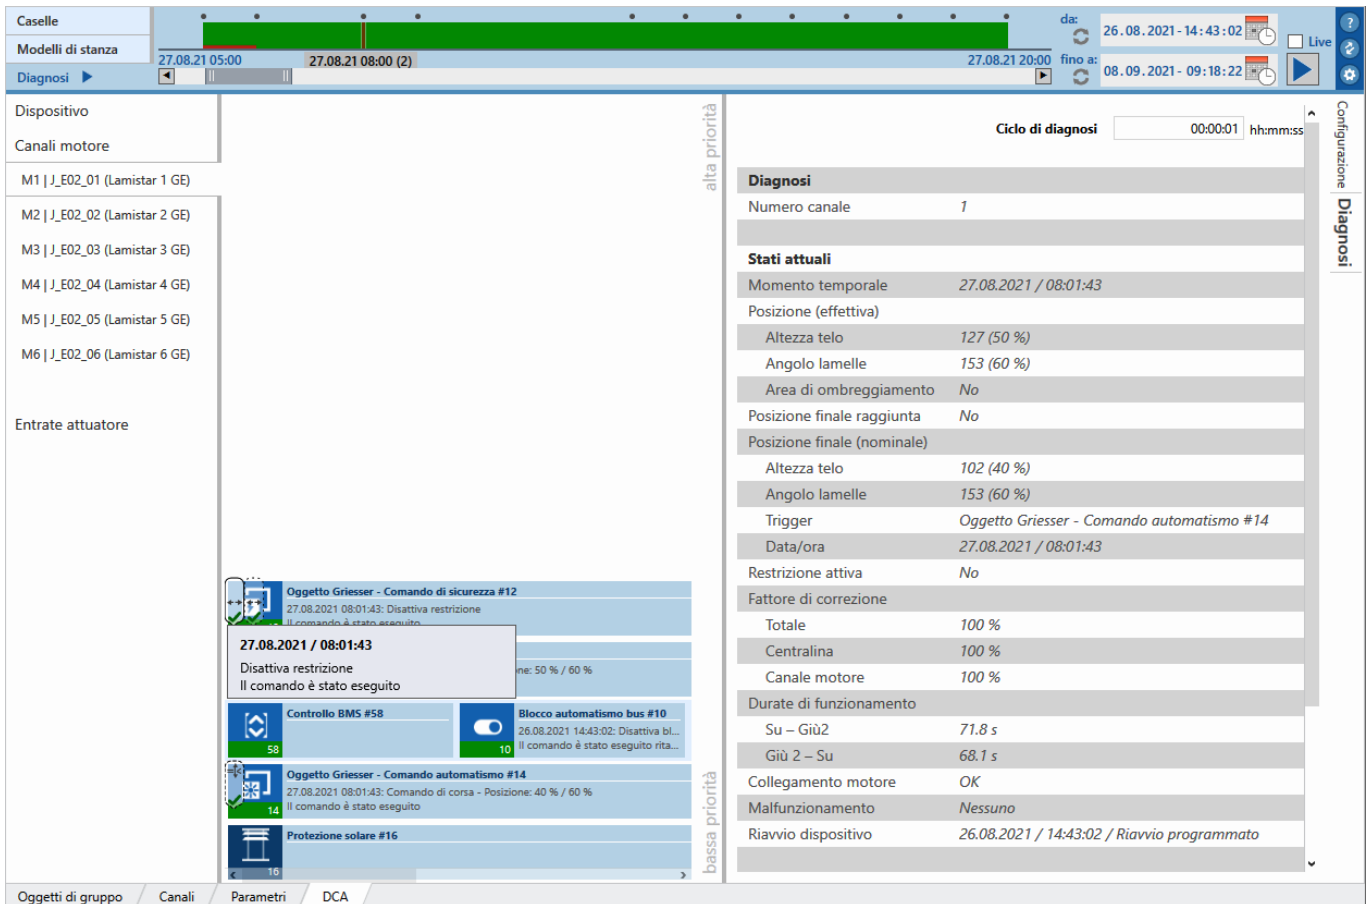 Caselle
Modelli di stanza
Diagnosi
27.08.21 05:00
27.08.21 08:00 (2)
27.08.21 20:00
da:
26.08.2021-14:43:02
fino a:
08.09.2021-09:18:22
Live
?
Dispositivo
Canali motore
M1 | J_E02_01 (Lamistar 1 GE)
M2 | J_E02_02 (Lamistar 2 GE)
M3 | J_E02_03 (Lamistar 3 GE)
M4 | J_E02_04 (Lamistar 4 GE)
M5 | J_E02_05 (Lamistar 5 GE)
M6 | J_E02_06 (Lamistar 6 GE)
Entrate attuatore
alta priorità
Oggetto Griesser - Comando di sicurezza #12
27.08.2021 08:01:43: Disattiva restrizione
Il comando è stato eseguito
27.08.2021 / 08:01:43
Disattiva restrizione
Il comando è stato eseguito
ne: 50 % / 60 %
Controllo BMS #58
58
Blocco automatismo bus #10
26.08.2021 14:43:02: Disattiva bl...
Il comando è stato eseguito rita...
10
Oggetto Griesser - Comando automatismo #14
27.08.2021 08:01:43: Comando di corsa - Posizione: 40 % / 60 %
Il comando è stato eseguito
14
Protezione solare #16
16
bassa priorità
Ciclo di diagnosi 00:00:01 hh:mm:ss
Diagnosi
Numero canale 1
Stati attuali
Momento temporale 27.08.2021 / 08:01:43
Posizione (effettiva)
Altezza telo 127 (50 %)
Angolo lamelle 153 (60 %)
Area di ombreggiamento No
Posizione finale raggiunta No
Posizione finale (nominale)
Altezza telo 102 (40 %)
Angolo lamelle 153 (60 %)
Trigger Oggetto Griesser - Comando automatismo #14
Data/ora 27.08.2021 / 08:01:43
Restrizione attiva No
Fattore di correzione
Totale 100 %
Centralina 100 %
Canale motore 100 %
Durate di funzionamento
Su – Giù2 71.8 s
Giù 2 – Su 68.1 s
Collegamento motore OK
Malfunzionamento Nessuno
Riavvio dispositivo 26.08.2021 / 14:43:02 / Riavvio programmato
Configurazione
Diagnosi
Oggetti di gruppo
Canali
Parametri
DCA